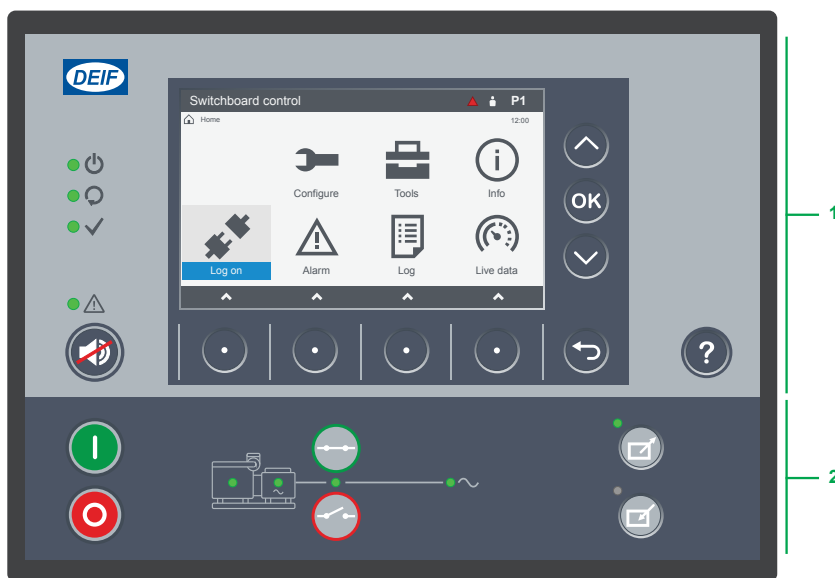 DEIF
Switchboard control P1
Home 12:00
Configure Tools Info
OK
Log on Alarm Log Live data
?
1
2